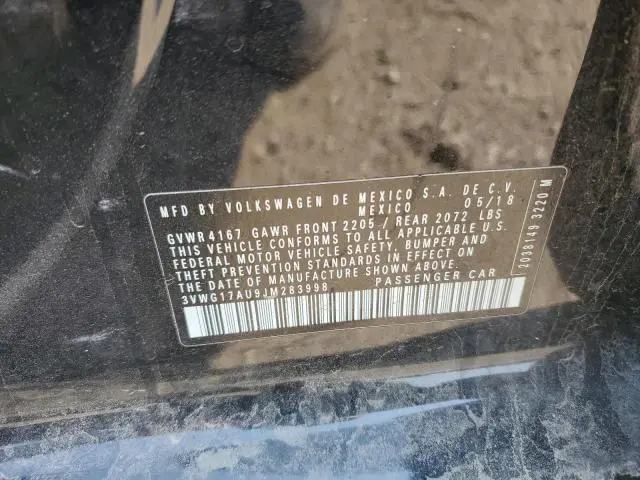 MFD BY VOLKSWAGEN DE MEXICO S.A. DE C.V.
MEXICO 05/18
GVWR 4167 GAWR FRONT 2205 / REAR 2072 LBS
THIS VEHICLE CONFORMS TO ALL APPLICABLE U.S.
FEDERAL MOTOR VEHICLE SAFETY, BUMPER AND
THEFT PREVENTION STANDARDS IN EFFECT ON
THE DATE OF MANUFACTURE SHOWN ABOVE.
3VWG17AU9JM283998 PASSENGER CAR
2038149 3220 M